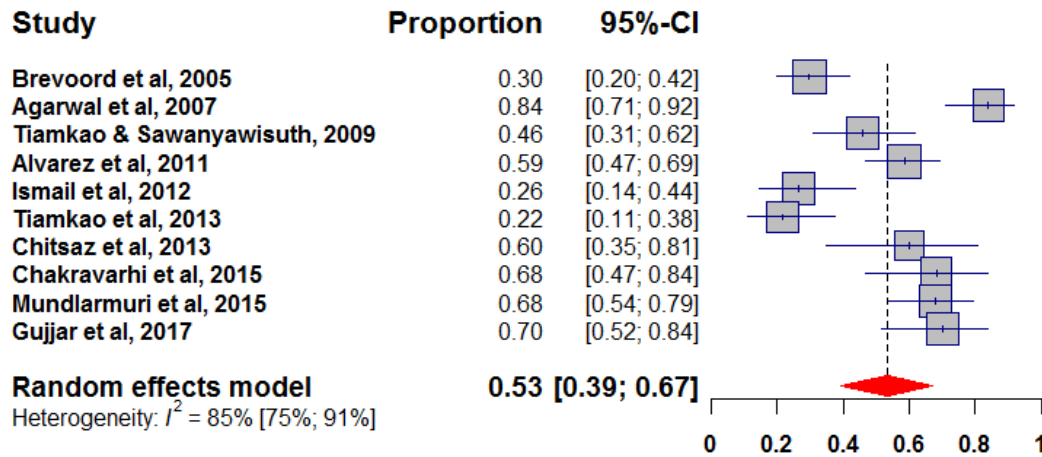 Study Proportion 95%-CI
Brevoord et al, 2005 0.30 [0.20; 0.42]
Agarwal et al, 2007 0.84 [0.71; 0.92]
Tiamkao & Sawanyawisuth, 2009 0.46 [0.31; 0.62]
Alvarez et al, 2011 0.59 [0.47; 0.69]
Ismail et al, 2012 0.26 [0.14; 0.44]
Tiamkao et al, 2013 0.22 [0.11; 0.38]
Chitsaz et al, 2013 0.60 [0.35; 0.81]
Chakravarhi et al, 2015 0.68 [0.47; 0.84]
Mundlarmuri et al, 2015 0.68 [0.54; 0.79]
Gujjar et al, 2017 0.70 [0.52; 0.84]
Random effects model 0.53 [0.39; 0.67]
Heterogeneity: I² = 85% [75%; 91%]
0 0.2 0.4 0.6 0.8 1